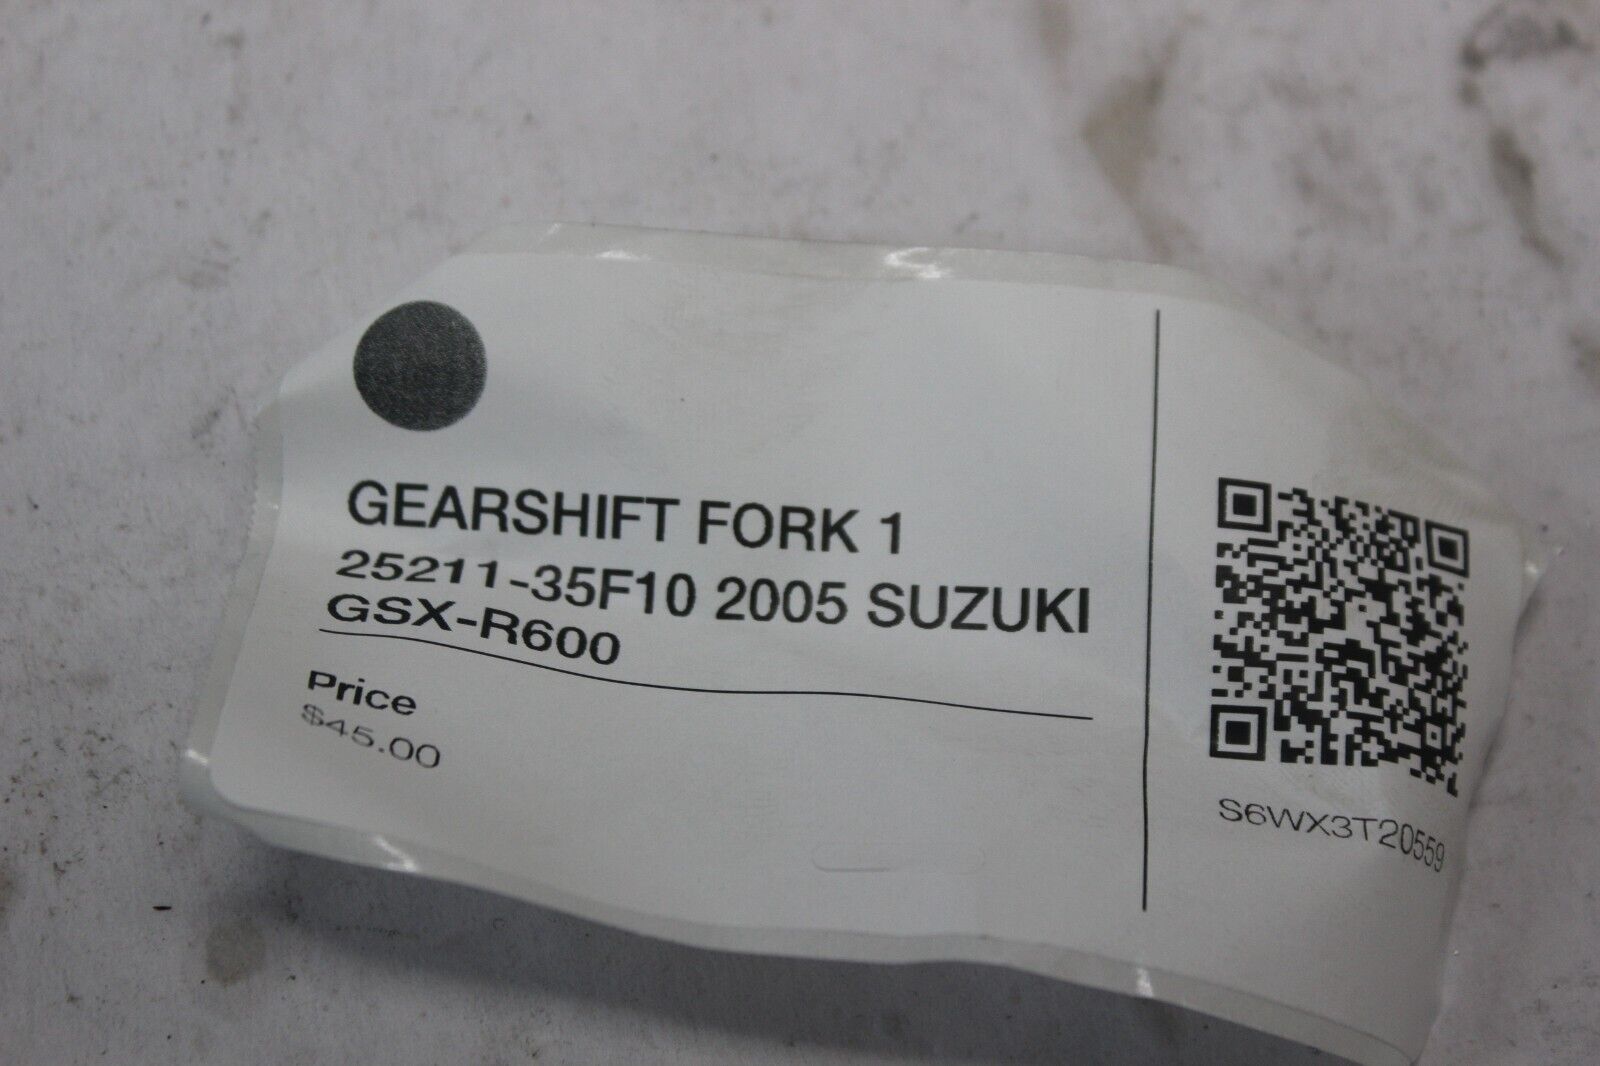 GEARSHIFT FORK 1
25211-35F10 2005 SUZUKI
GSX-R600
Price
$45.00
S6WX3T20559